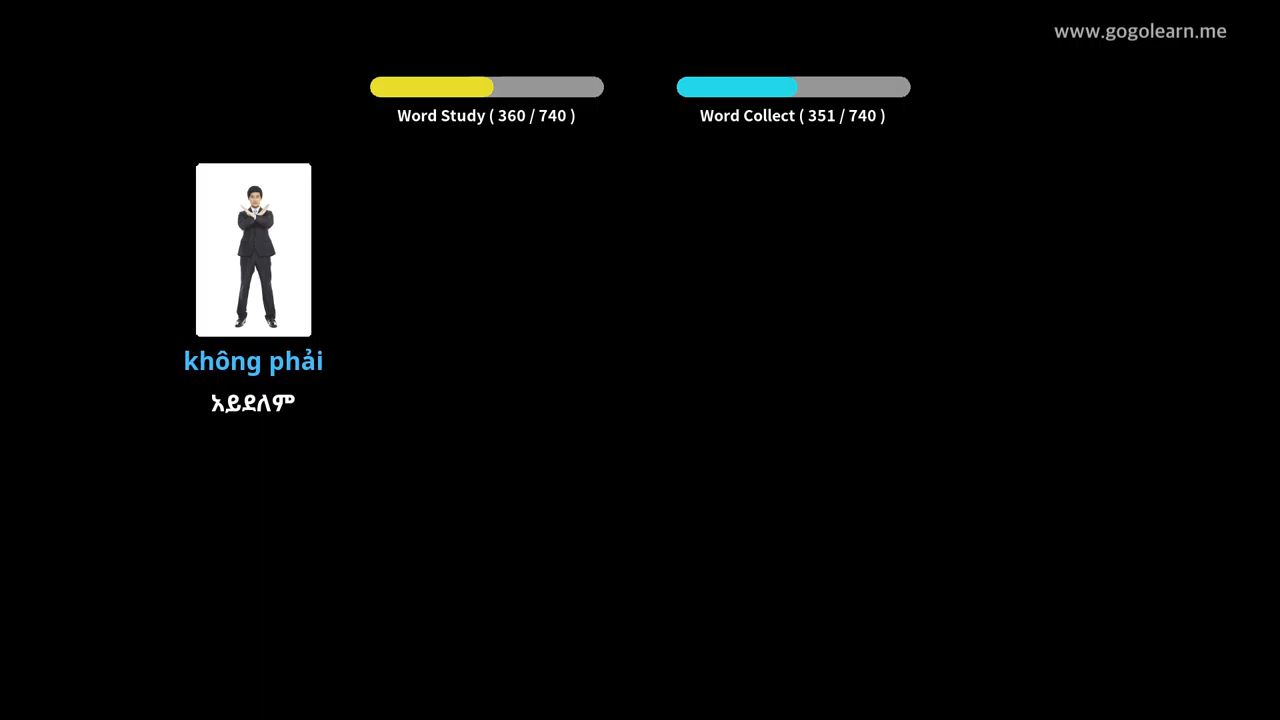 www.gogolearn.me
Word Study ( 360 / 740 )
Word Collect ( 351 / 740 )
không phải
አይደለም